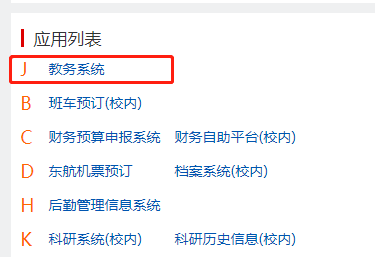 应用列表
J 教务系统
B 班车预订(校内)
C 财务预算申报系统 财务自助平台(校内)
D 东航机票预订 档案系统(校内)
H 后勤管理信息系统
K 科研系统(校内) 科研历史信息(校内)